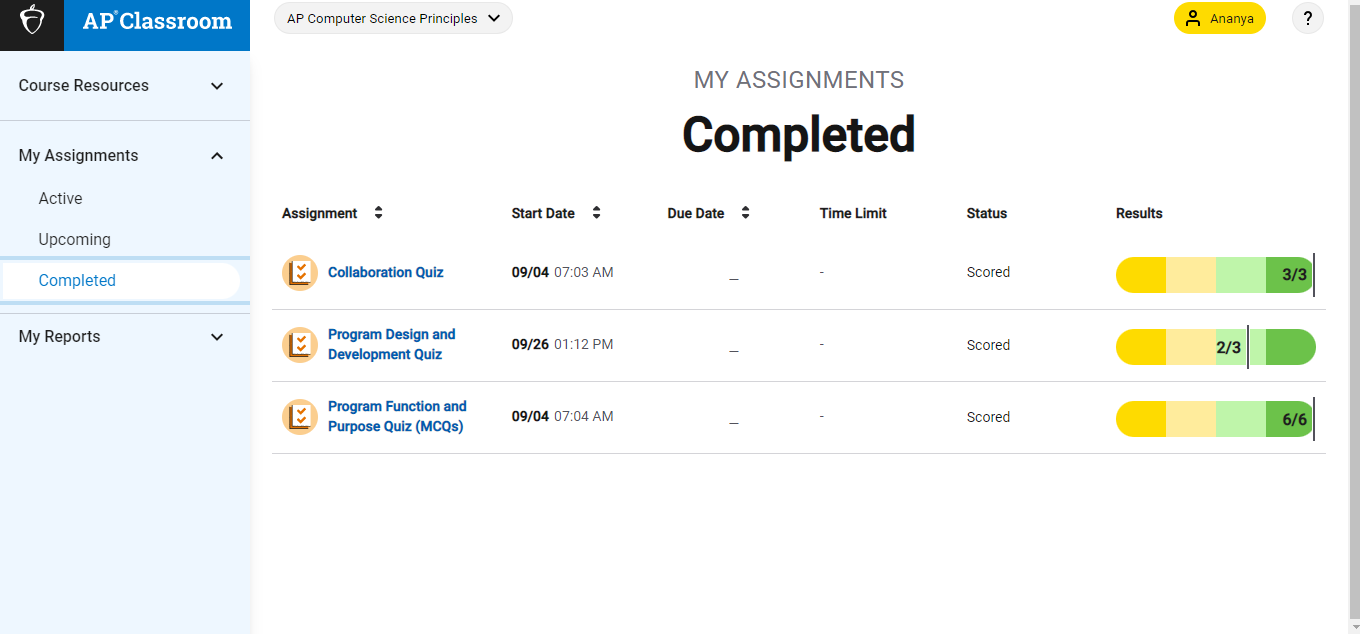 AP® Classroom
AP Computer Science Principles
Ananya
?
Course Resources
My Assignments
Active
Upcoming
Completed
My Reports
MY ASSIGNMENTS
Completed
Assignment Start Date Due Date Time Limit Status Results
Collaboration Quiz 09/04 07:03 AM _ - Scored 3/3
Program Design and
Development Quiz 09/26 01:12 PM _ - Scored 2/3
Program Function and
Purpose Quiz (MCQs) 09/04 07:04 AM _ - Scored 6/6